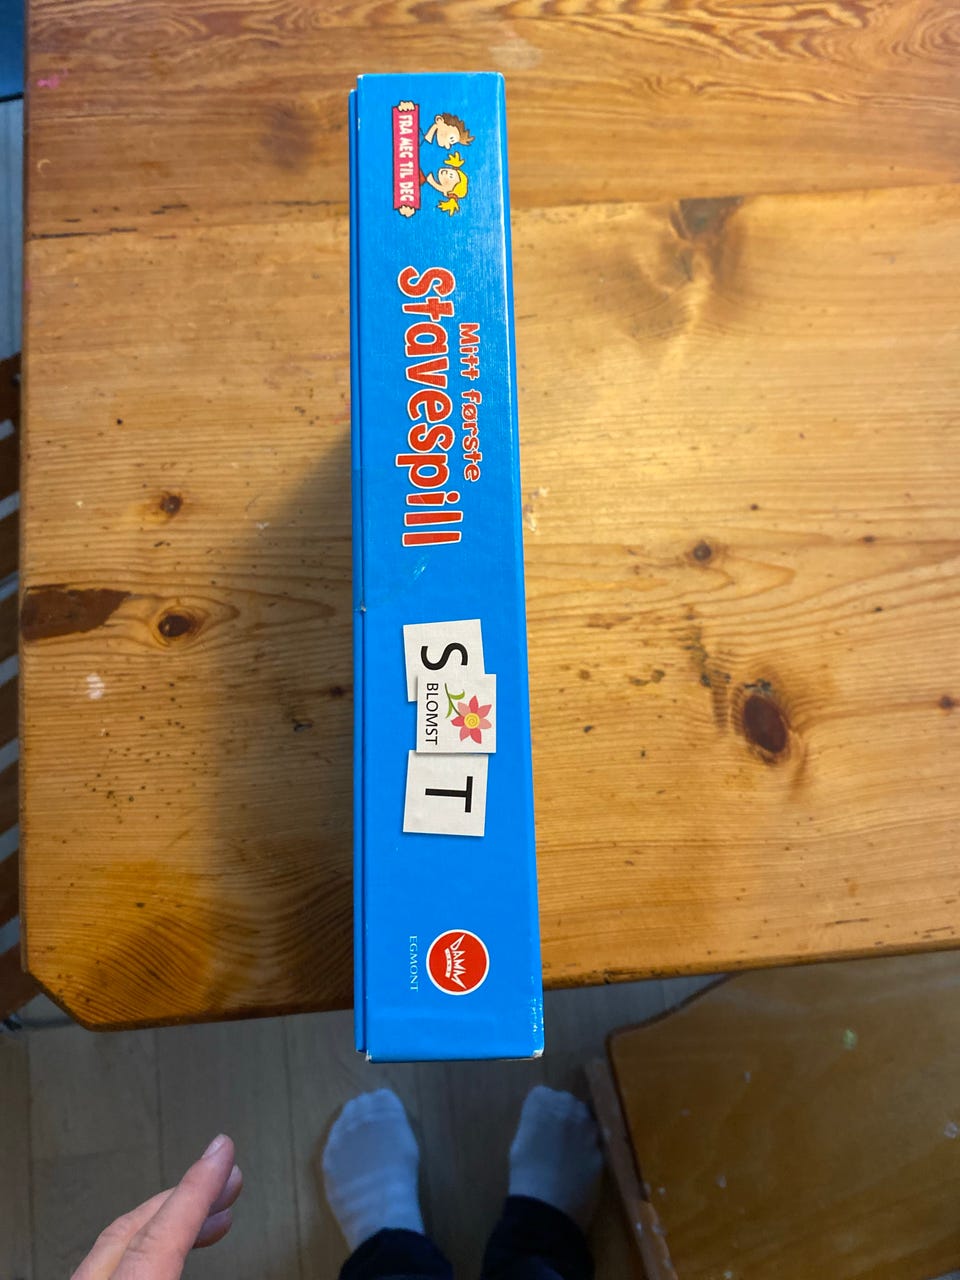 FRA MEG TIL DEG
Mitt første
Stavespill
S
BLOMST
T
DAMM
EGMONT